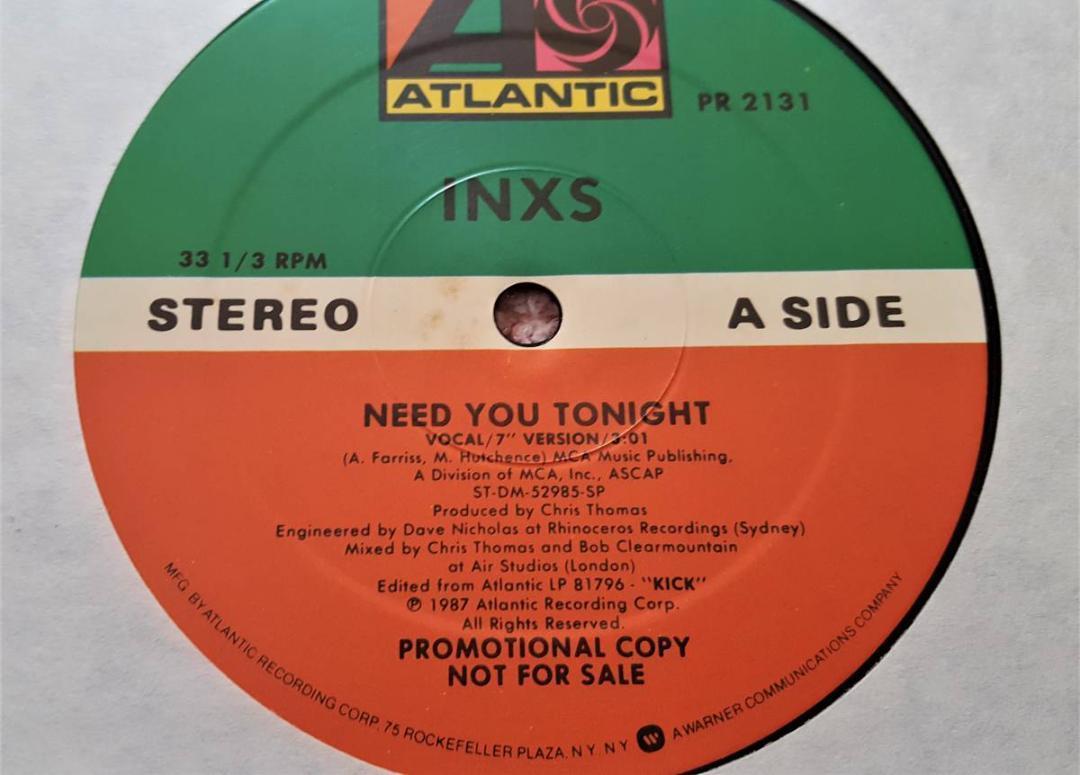 ATLANTIC
PR 2131
INXS
33 1/3 RPM
STEREO
A SIDE
NEED YOU TONIGHT
VOCAL/7" VERSION/3:01
(A. Farriss, M. Hutchence) MCA Music Publishing,
A Division of MCA, Inc., ASCAP
ST-DM-52985-SP
Produced by Chris Thomas
Engineered by Dave Nicholas at Rhinoceros Recordings (Sydney)
Mixed by Chris Thomas and Bob Clearmountain
at Air Studios (London)
Edited from Atlantic LP 81796 - "KICK"
℗ 1987 Atlantic Recording Corp.
All Rights Reserved.
PROMOTIONAL COPY
NOT FOR SALE
MFG. BY ATLANTIC RECORDING CORP. 75 ROCKEFELLER PLAZA. N.Y. N.Y. A WARNER COMMUNICATIONS COMPANY